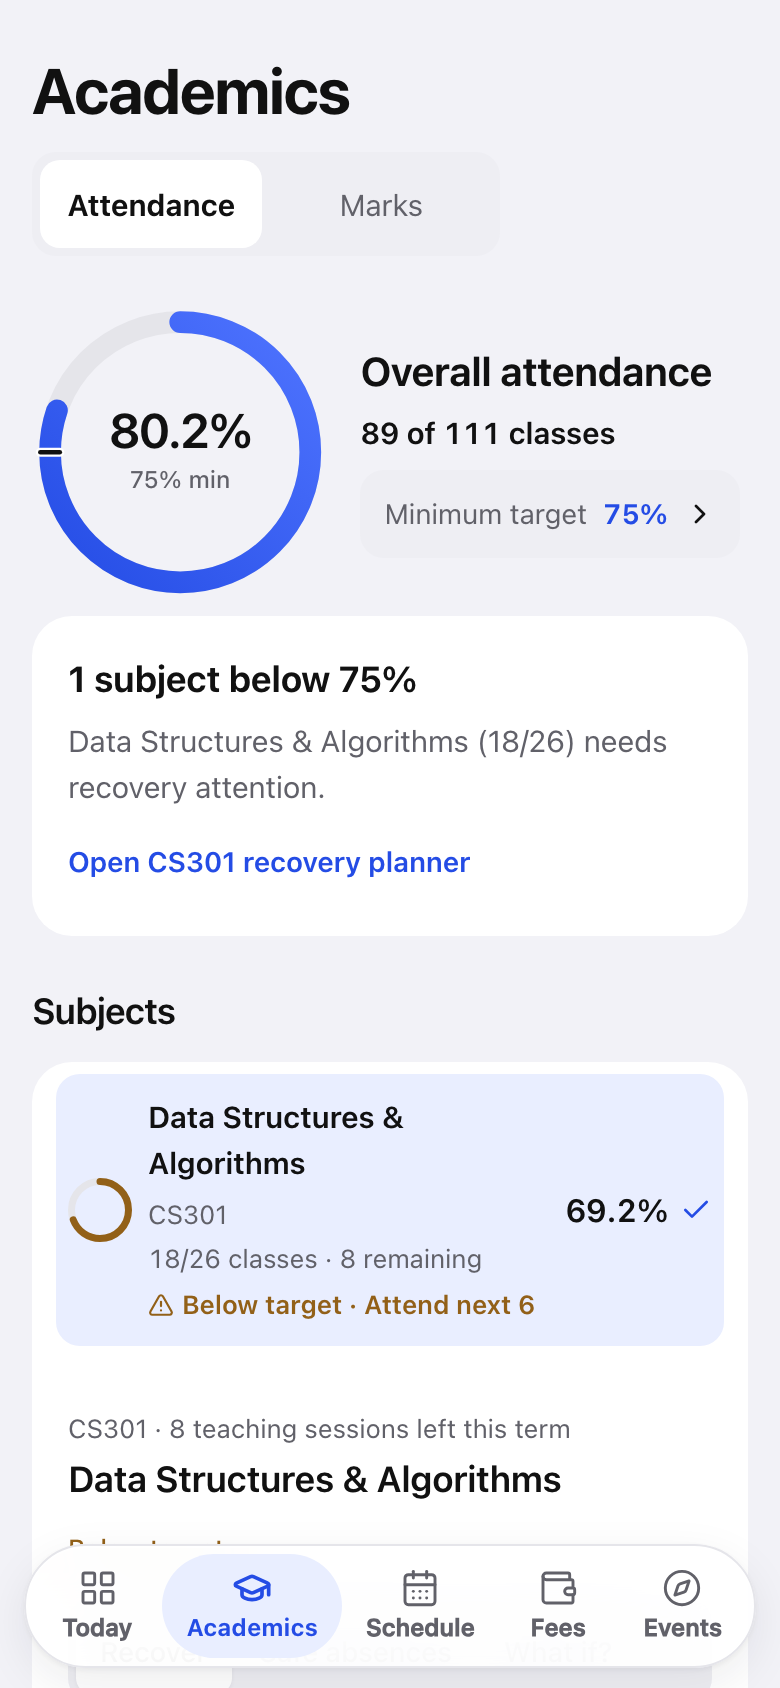 Academics
Attendance
Marks
80.2%
75% min
Overall attendance
89 of 111 classes
Minimum target 75%
1 subject below 75%
Data Structures & Algorithms (18/26) needs
recovery attention.
Open CS301 recovery planner
Subjects
Data Structures &
Algorithms
CS301
18/26 classes · 8 remaining
69.2%
Below target · Attend next 6
CS301 · 8 teaching sessions left this term
Data Structures & Algorithms
Today
Academics
Schedule
Fees
Events
absences
What if?